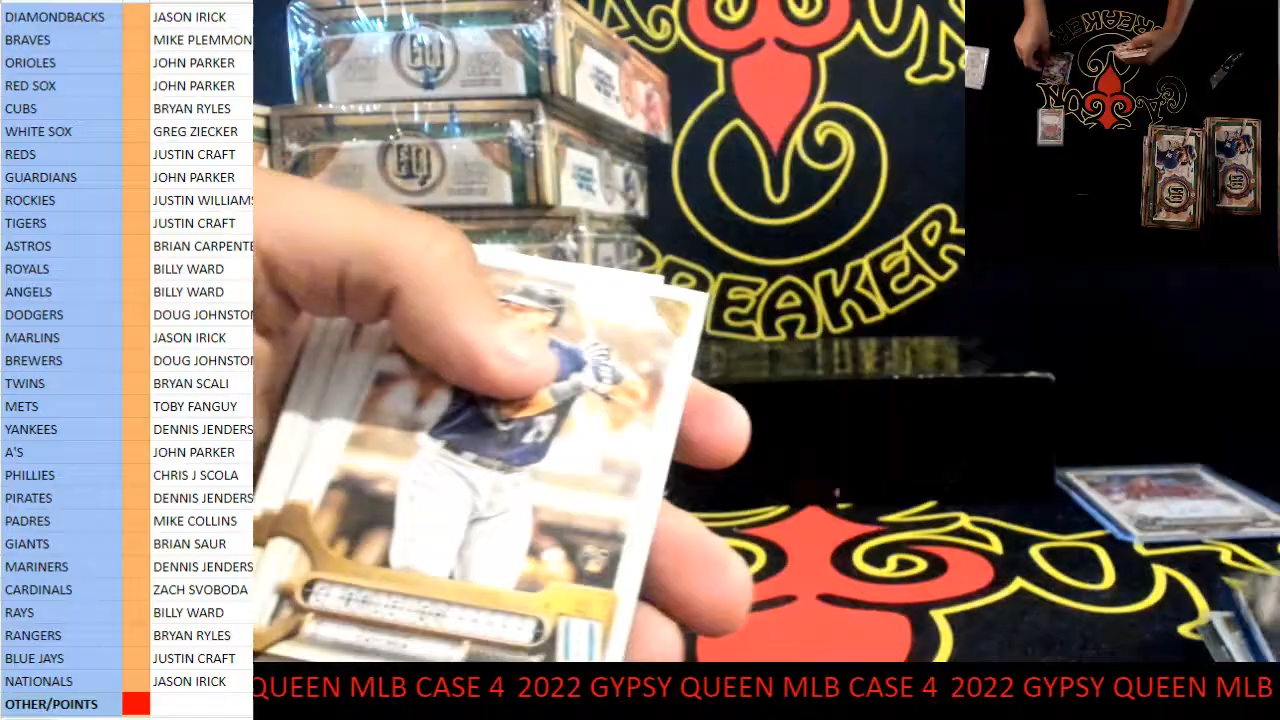 DIAMONDBACKS JASON IRICK
BRAVES MIKE PLEMMON
ORIOLES JOHN PARKER
RED SOX JOHN PARKER
CUBS BRYAN RYLES
WHITE SOX GREG ZIECKER
REDS JUSTIN CRAFT
GUARDIANS JOHN PARKER
ROCKIES JUSTIN WILLIAMS
TIGERS JUSTIN CRAFT
ASTROS BRIAN CARPENTE
ROYALS BILLY WARD
ANGELS BILLY WARD
DODGERS DOUG JOHNSTON
MARLINS JASON IRICK
BREWERS DOUG JOHNSTON
TWINS BRYAN SCALI
METS TOBY FANGUY
YANKEES DENNIS JENDERS
A'S JOHN PARKER
PHILLIES CHRIS J SCOLA
PIRATES DENNIS JENDERS
PADRES MIKE COLLINS
GIANTS BRIAN SAUR
MARINERS DENNIS JENDERS
CARDINALS ZACH SVOBODA
RAYS BILLY WARD
RANGERS BRYAN RYLES
BLUE JAYS JUSTIN CRAFT
NATIONALS JASON IRICK
OTHER/POINTS
GQ
GQ
BREAKER
QUEEN MLB CASE 4 2022 GYPSY QUEEN MLB CASE 4 2022 GYPSY QUEEN MLB